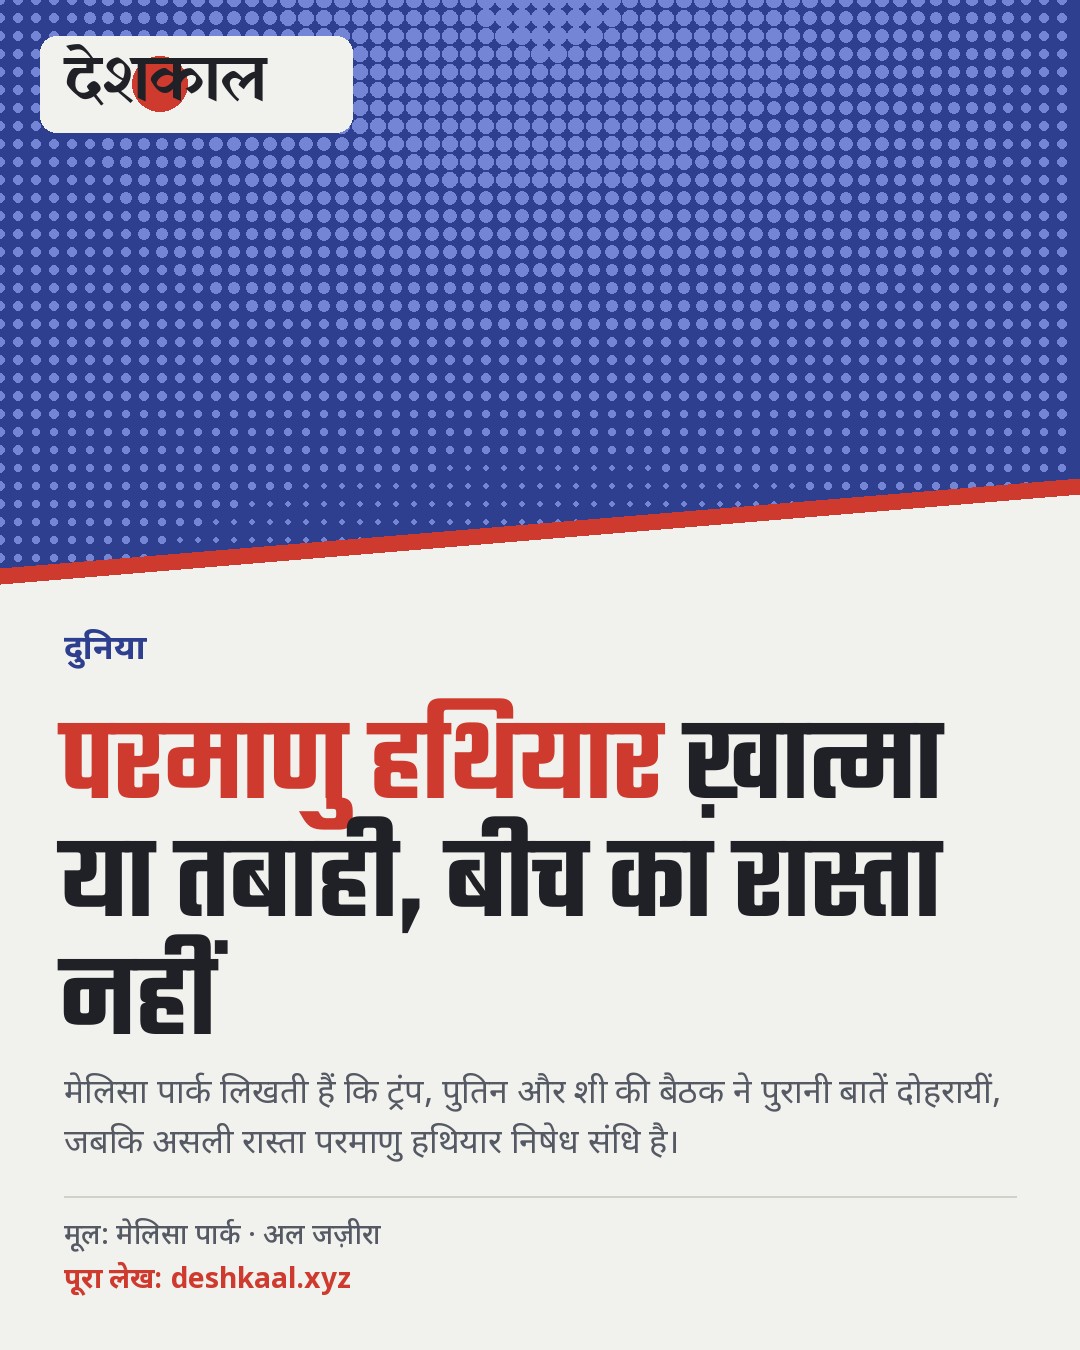 देशकाल
दुनिया
परमाणु हथियार ख़ात्मा
या तबाही, बीच का रास्ता
नहीं
मेलिसा पार्क लिखती हैं कि ट्रंप, पुतिन और शी की बैठक ने पुरानी बातें दोहरायीं,
जबकि असली रास्ता परमाणु हथियार निषेध संधि है।
मूल: मेलिसा पार्क · अल जज़ीरा
पूरा लेख: deshkaal.xyz